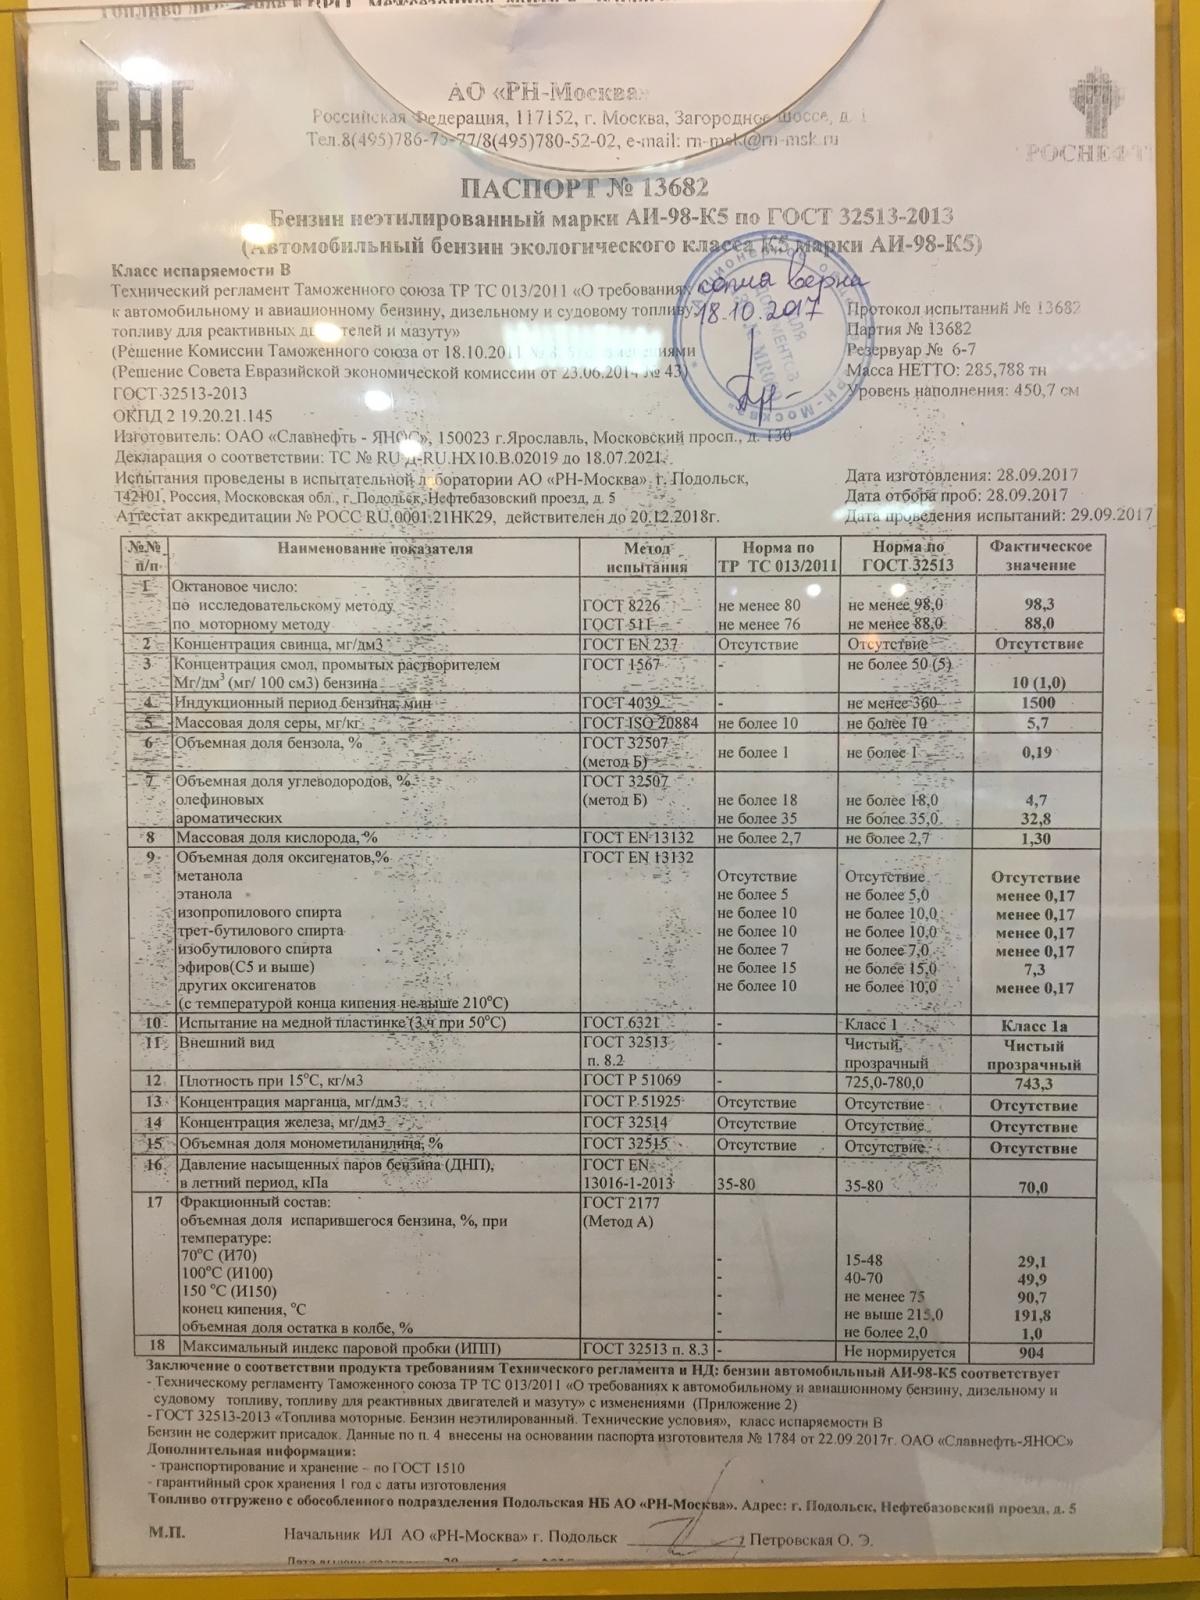 ЕАС
АО «РН-Москва»
Российская Федерация, 117152, г. Москва, Загородное шоссе, д. 1
Тел.8(495)786-75-77/8(495)780-52-02, e-mail: rn-msk@rn-msk.ru
РОСНЕФТЬ
ПАСПОРТ № 13682
Бензин неэтилированный марки АИ-98-К5 по ГОСТ 32513-2013
(Автомобильный бензин экологического класса К5 марки АИ-98-К5)
Класс испаряемости В
Технический регламент Таможенного союза ТР ТС 013/2011 «О требованиях
к автомобильному и авиационному бензину, дизельному и судовому топливу,
топливу для реактивных двигателей и мазуту»
(Решение Комиссии Таможенного союза от 18.10.2011
(Решение Совета Евразийской экономической комиссии от 23.06.2014 № 43)
ГОСТ 32513-2013
ОКПД 2 19.20.21.145
копия верна
18.10.2017
Протокол испытаний № 13682
Партия № 13682
Резервуар № 6-7
Масса НЕТТО: 285,788 тн
Уровень наполнения: 450,7 см
Изготовитель: ОАО «Славнефть - ЯНОС», 150023 г.Ярославль, Московский просп., д. 130
Декларация о соответствии: ТС № RU Д-RU.НХ10.В.02019 до 18.07.2021.
Испытания проведены в испытательной лаборатории АО «РН-Москва» г. Подольск,
142101, Россия, Московская обл., г. Подольск, Нефтебазовский проезд, д. 5
Аттестат аккредитации № РОСС RU.0001.21НК29, действителен до 20.12.2018г.
Дата изготовления: 28.09.2017
Дата отбора проб: 28.09.2017
Дата проведения испытаний: 29.09.2017
№№ п/п Наименование показателя Метод испытания Норма по ТР ТС 013/2011 Норма по ГОСТ 32513 Фактическое значение
1 Октановое число:
по исследовательскому методу ГОСТ 8226 не менее 80 не менее 98,0 98,3
по моторному методу ГОСТ 511 не менее 76 не менее 88,0 88,0
2 Концентрация свинца, мг/дм3 ГОСТ EN 237 Отсутствие Отсутствие Отсутствие
3 Концентрация смол, промытых растворителем ГОСТ 1567 - не более 50 (5)
Мг/дм3 (мг/ 100 см3) бензина 10 (1,0)
4 Индукционный период бензина, мин ГОСТ 4039 - не менее 360 1500
5 Массовая доля серы, мг/кг ГОСТ ISO 20884 не более 10 не более 10 5,7
6 Объемная доля бензола, % ГОСТ 32507 (метод Б) не более 1 не более 1 0,19
7 Объемная доля углеводородов, % ГОСТ 32507
олефиновых (метод Б) не более 18 не более 18,0 4,7
ароматических не более 35 не более 35,0 32,8
8 Массовая доля кислорода, % ГОСТ EN 13132 не более 2,7 не более 2,7 1,30
9 Объемная доля оксигенатов,% ГОСТ EN 13132
метанола Отсутствие Отсутствие Отсутствие
этанола не более 5 не более 5,0 менее 0,17
изопропилового спирта не более 10 не более 10,0 менее 0,17
трет-бутилового спирта не более 10 не более 10,0 менее 0,17
изобутилового спирта не более 7 не более 7,0 менее 0,17
эфиров(С5 и выше) не более 15 не более 15,0 7,3
других оксигенатов не более 10 не более 10,0 менее 0,17
(с температурой конца кипения не выше 210°С)
10 Испытание на медной пластинке (3 ч при 50°С) ГОСТ 6321 - Класс 1 Класс 1а
11 Внешний вид ГОСТ 32513 - Чистый, Чистый
п. 8.2 прозрачный прозрачный
12 Плотность при 15°С, кг/м3 ГОСТ Р 51069 - 725,0-780,0 743,3
13 Концентрация марганца, мг/дм3 ГОСТ Р 51925 Отсутствие Отсутствие Отсутствие
14 Концентрация железа, мг/дм3 ГОСТ 32514 Отсутствие Отсутствие Отсутствие
15 Объемная доля монометиланилина, % ГОСТ 32515 Отсутствие Отсутствие Отсутствие
16 Давление насыщенных паров бензина (ДНП), ГОСТ EN
в летний период, кПа 13016-1-2013 35-80 35-80 70,0
17 Фракционный состав: ГОСТ 2177
объемная доля испарившегося бензина, %, при (Метод А)
температуре:
70°С (И70) - 15-48 29,1
100°С (И100) - 40-70 49,9
150 °С (И150) - не менее 75 90,7
конец кипения, °С - не выше 215,0 191,8
объемная доля остатка в колбе, % - не более 2,0 1,0
18 Максимальный индекс паровой пробки (ИПП) ГОСТ 32513 п. 8.3 - Не нормируется 904
Заключение о соответствии продукта требованиям Технического регламента и НД: бензин автомобильный АИ-98-К5 соответствует
- Техническому регламенту Таможенного союза ТР ТС 013/2011 «О требованиях к автомобильному и авиационному бензину, дизельному и
судовому топливу, топливу для реактивных двигателей и мазуту» с изменениями (Приложение 2)
- ГОСТ 32513-2013 «Топлива моторные. Бензин неэтилированный. Технические условия», класс испаряемости В
Бензин не содержит присадок. Данные по п. 4 внесены на основании паспорта изготовителя № 1784 от 22.09.2017г. ОАО «Славнефть-ЯНОС»
Дополнительная информация:
- транспортирование и хранение – по ГОСТ 1510
- гарантийный срок хранения 1 год с даты изготовления
Топливо отгружено с обособленного подразделения Подольская НБ АО «РН-Москва». Адрес: г. Подольск, Нефтебазовский проезд, д. 5
М.П. Начальник ИЛ АО «РН-Москва» г. Подольск Петровская О. Э.